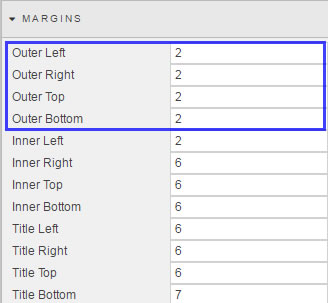 MARGINS
Outer Left 2
Outer Right 2
Outer Top 2
Outer Bottom 2
Inner Left 2
Inner Right 6
Inner Top 6
Inner Bottom 6
Title Left 6
Title Right 6
Title Top 6
Title Bottom 7